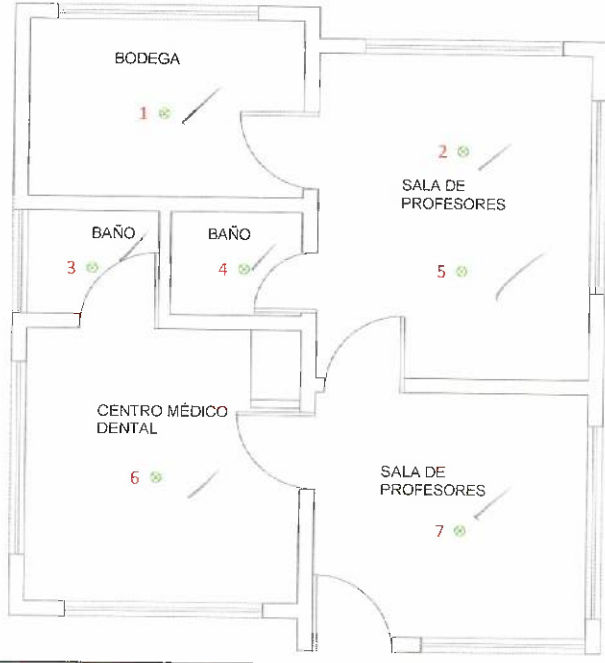 BODEGA
1
2
SALA DE
PROFESORES
BAÑO
3
BAÑO
4
5
CENTRO MÉDICO
DENTAL
6
SALA DE
PROFESORES
7